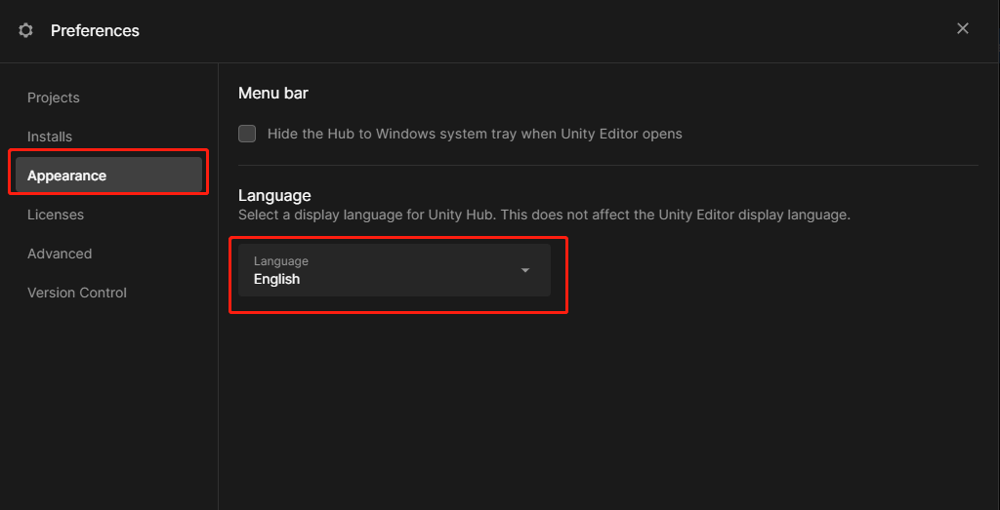 Preferences
Projects
Installs
Appearance
Licenses
Advanced
Version Control
Menu bar
Hide the Hub to Windows system tray when Unity Editor opens
Language
Select a display language for Unity Hub. This does not affect the Unity Editor display language.
Language
English